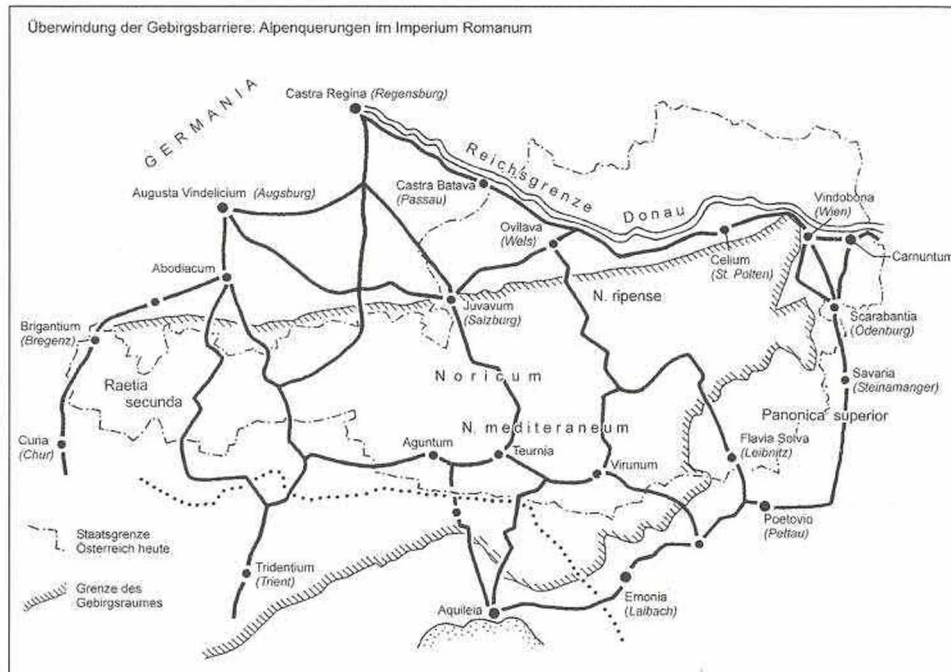 Überwindung der Gebirgsbarriere: Alpenquerungen im Imperium Romanum
GERMANIA
Castra Regina (Regensburg)
Reichsgrenze
Donau
Augusta Vindelicium (Augsburg)
Castra Batava
(Passau)
Vindobona
(Wien)
Ovilava
(Wels)
Celium
(St. Polten)
Carnuntum
Abodiacum
N. ripense
Juvavum
(Salzburg)
Scarabantia
(Ödenburg)
Brigantium
(Bregenz)
Raetia
secunda
Noricum
Savaria
(Steinamanger)
Panonica superior
N. mediteraneum
Curia
(Chur)
Aguntum
Teurnia
Virunum
Flavia Solva
(Leibnitz)
Poetovio
(Pettau)
Staatsgrenze
Österreich heute
Tridentium
(Trient)
Grenze des
Gebirgsraumes
Emonia
(Laibach)
Aquileia